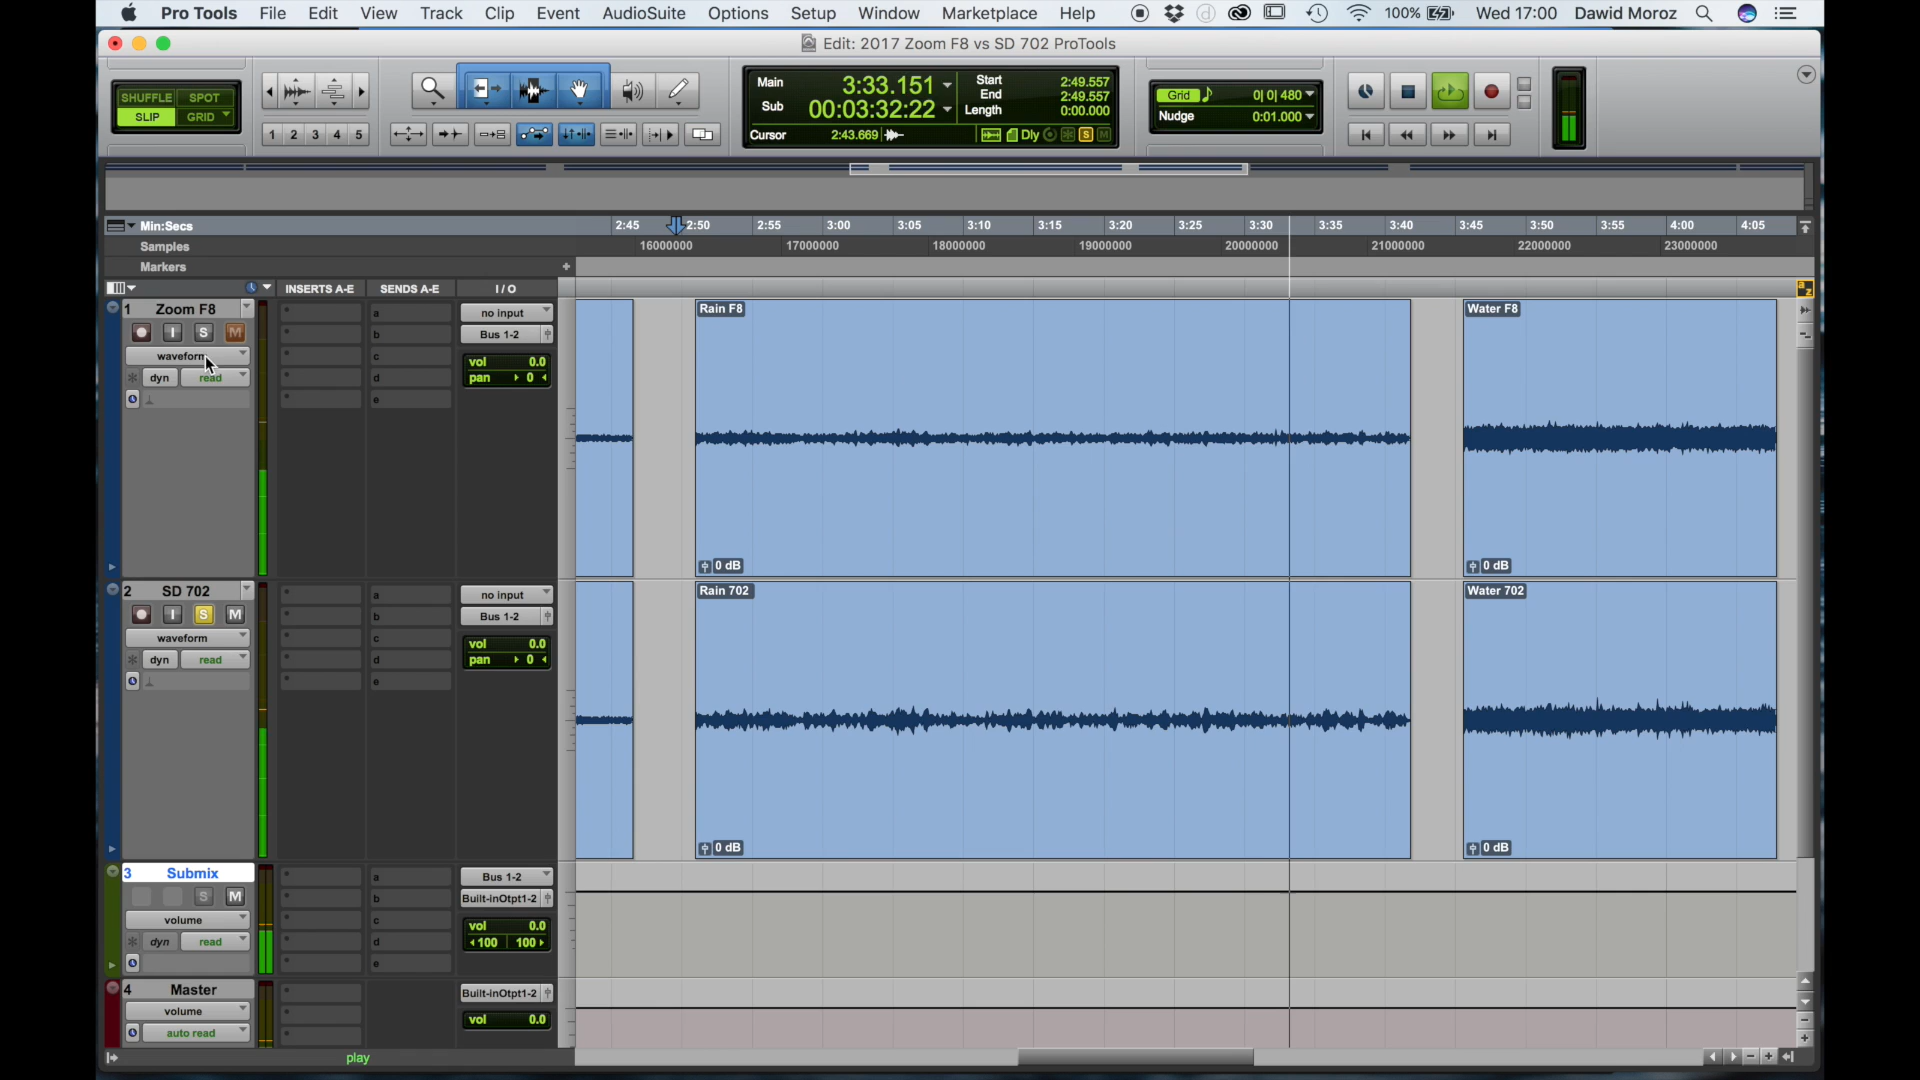 Pro Tools File Edit View Track Clip Event AudioSuite Options Setup Window Marketplace Help 100% Wed 17:00 Dawid Moroz
Edit: 2017 Zoom F8 vs SD 702 ProTools
SHUFFLE SPOT
SLIP GRID
1 2 3 4 5
Main 3:33.151
Sub 00:03:32:22
Start 2:49.557
End 2:49.557
Length 0:00.000
Cursor 2:43.669
Dly S M
Grid 0| 0| 480
Nudge 0:01.000
Min:Secs 2:45 2:50 2:55 3:00 3:05 3:10 3:15 3:20 3:25 3:30 3:35 3:40 3:45 3:50 3:55 4:00 4:05
Samples 16000000 17000000 18000000 19000000 20000000 21000000 22000000 23000000
Markers
INSERTS A-E SENDS A-E I / O
a z
1 Zoom F8 a no input Rain F8 Water F8
I S M b Bus 1-2
waveform c vol 0.0
dyn read d pan 0
e
0 dB 0 dB
2 SD 702 a no input Rain 702 Water 702
I S M b Bus 1-2
waveform c vol 0.0
dyn read d pan 0
e
0 dB 0 dB
3 Submix a Bus 1-2
S M b Built-inOtpt1-2
volume c vol 0.0
dyn read d 100 100
e
4 Master Built-inOtpt1-2
volume vol 0.0
auto read
play